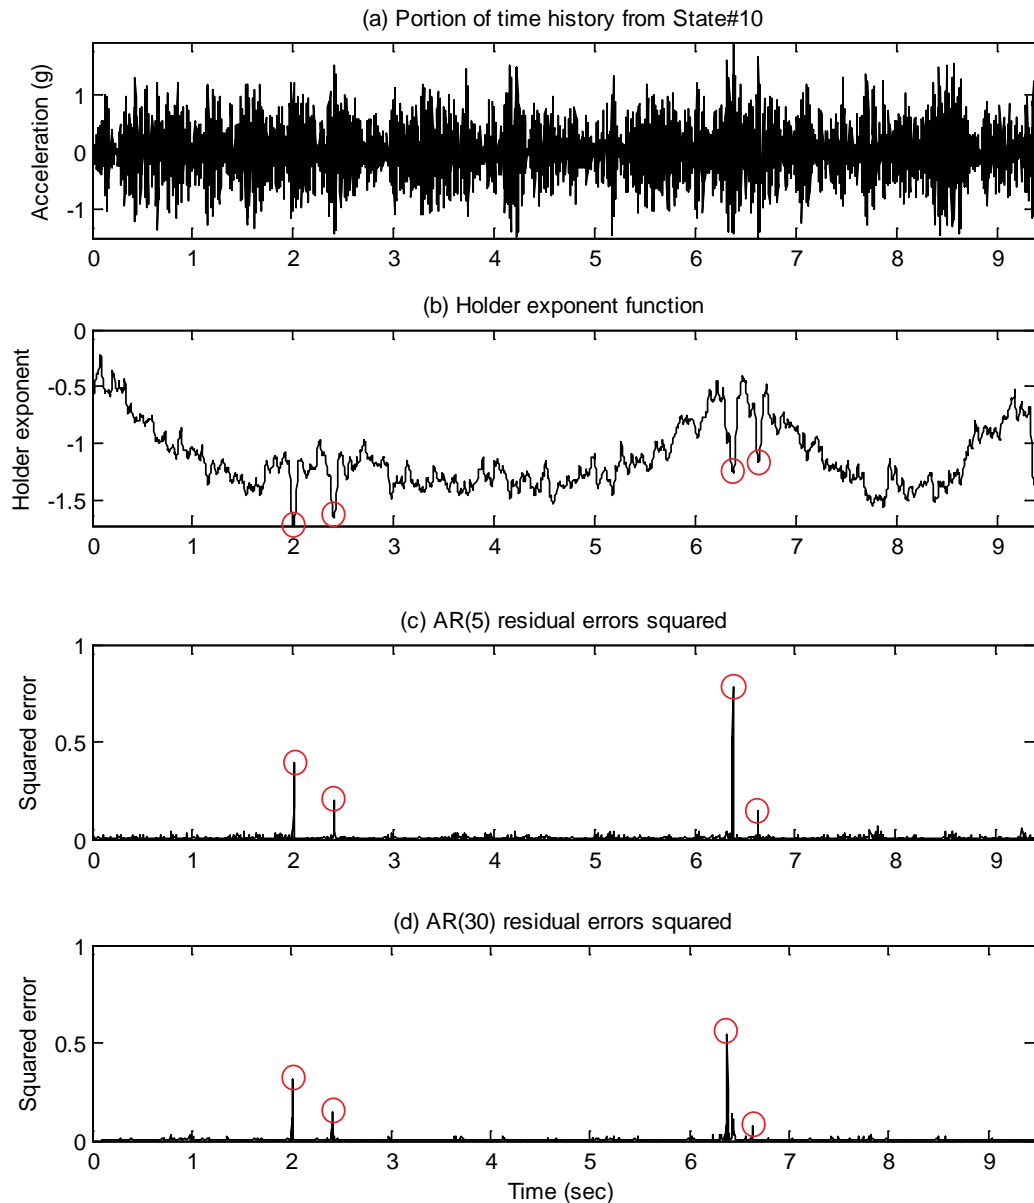 (a) Portion of time history from State#10
Acceleration (g)
1
0
-1
0 1 2 3 4 5 6 7 8 9
(b) Holder exponent function
Holder exponent
0
-0.5
-1
-1.5
0 1 2 3 4 5 6 7 8 9
(c) AR(5) residual errors squared
Squared error
1
0.5
0
0 1 2 3 4 5 6 7 8 9
(d) AR(30) residual errors squared
Squared error
1
0.5
0
0 1 2 3 4 5 6 7 8 9
Time (sec)